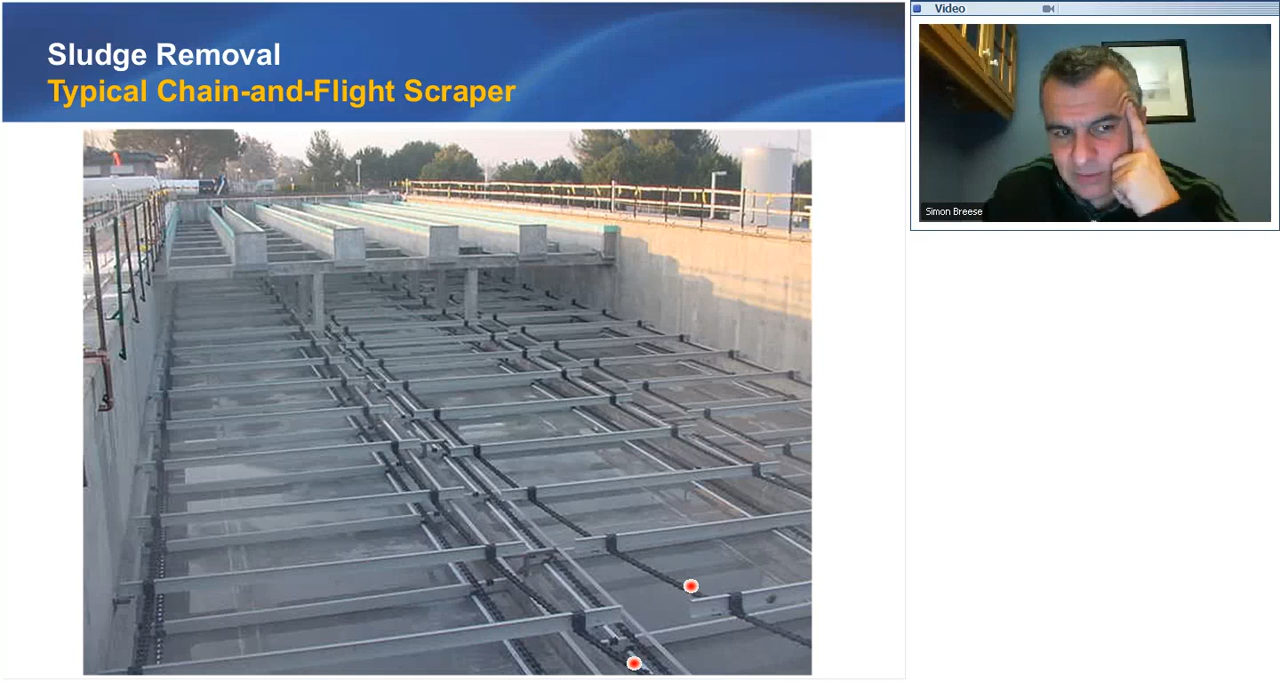 Sludge Removal
Typical Chain-and-Flight Scraper
Video
Simon Breese